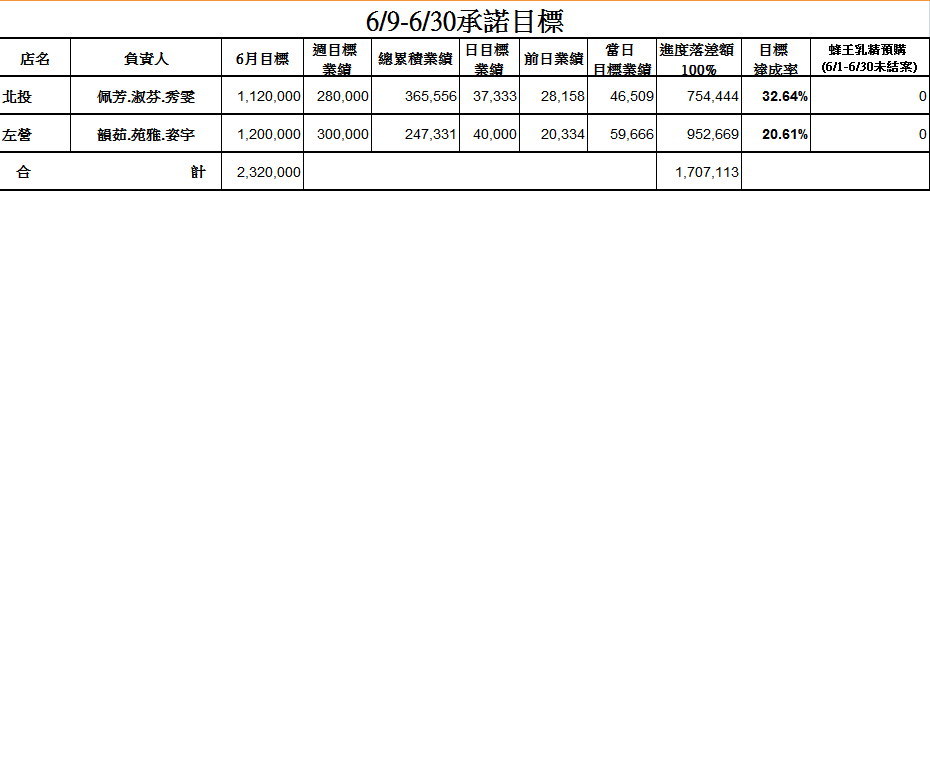 6/9-6/30承諾目標
店名 負責人 6月目標 週目標業績 總累積業績 日目標業績 前日業績 當日目標業績 進度落差額100% 目標達成率 蜂王乳精預購(6/1-6/30未結案)
北投 佩芳.淑芬.秀雯 1,120,000 280,000 365,556 37,333 28,158 46,509 754,444 32.64% 0
左營 韻茹.苑雅.姿宇 1,200,000 300,000 247,331 40,000 20,334 59,666 952,669 20.61% 0
合計 2,320,000 1,707,113